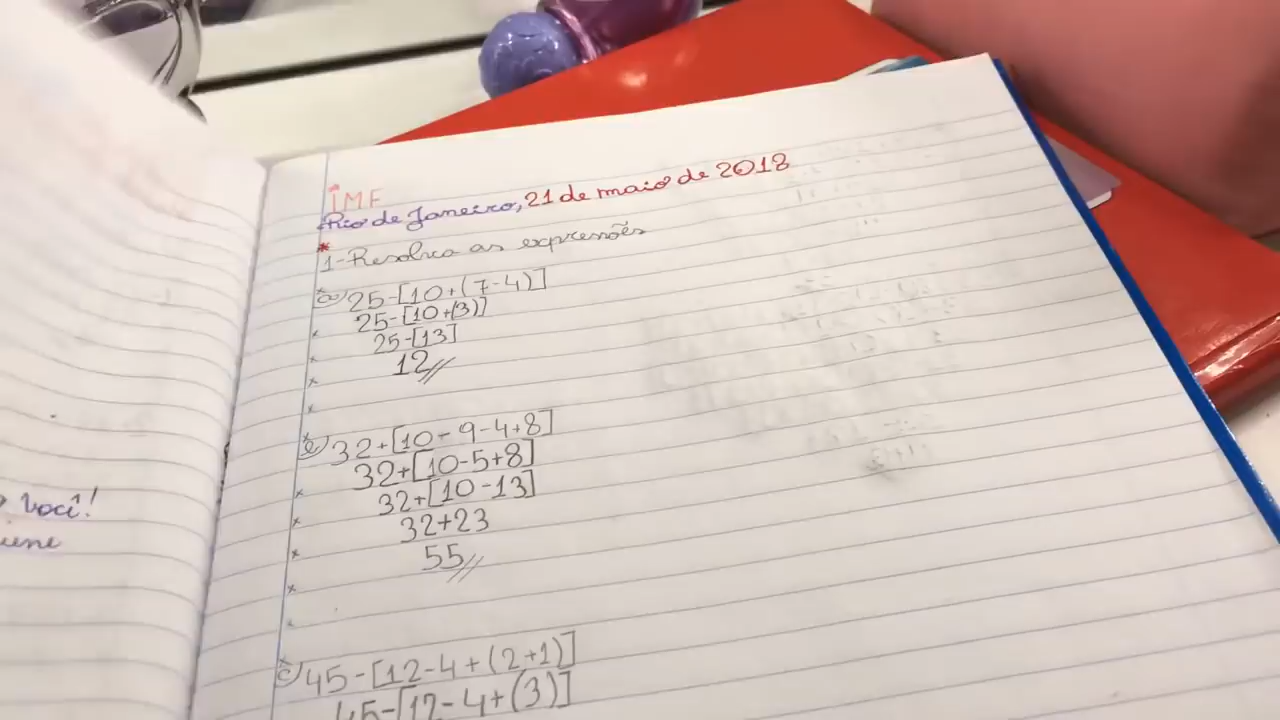 você!
IMF
Rio de Janeiro, 21 de maio de 2018
1-Resolva as expressões
a) 25-[10+(7-4)]
25-[10+(3)]
25-[13]
12
b) 32+[10-9-4+8]
32+[10-5+8]
32+[10-13]
32+23
55
c) 45-[12-4+(2+1)]
45-[12-4+(3)]